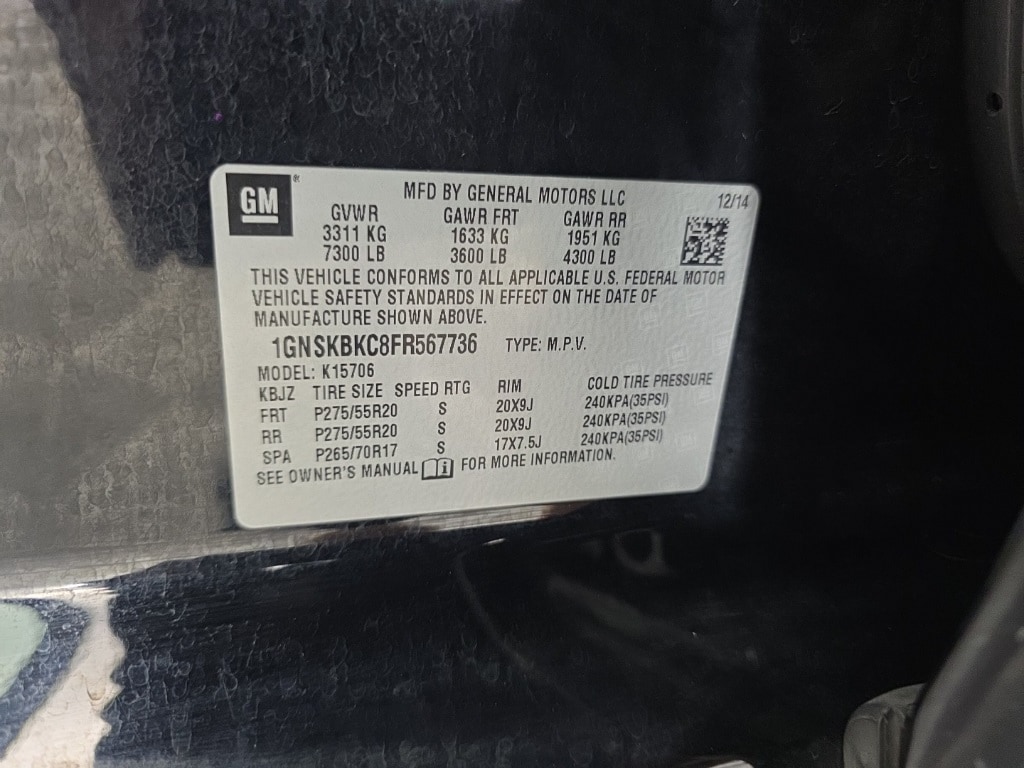 GM® MFD BY GENERAL MOTORS LLC 12/14
GVWR GAWR FRT GAWR RR
3311 KG 1633 KG 1951 KG
7300 LB 3600 LB 4300 LB
THIS VEHICLE CONFORMS TO ALL APPLICABLE U.S. FEDERAL MOTOR
VEHICLE SAFETY STANDARDS IN EFFECT ON THE DATE OF
MANUFACTURE SHOWN ABOVE.
1GNSKBKC8FR567736 TYPE: M.P.V.
MODEL: K15706
KBJZ TIRE SIZE SPEED RTG RIM COLD TIRE PRESSURE
FRT P275/55R20 S 20X9J 240KPA(35PSI)
RR P275/55R20 S 20X9J 240KPA(35PSI)
SPA P265/70R17 S 17X7.5J 240KPA(35PSI)
SEE OWNER'S MANUAL i FOR MORE INFORMATION.